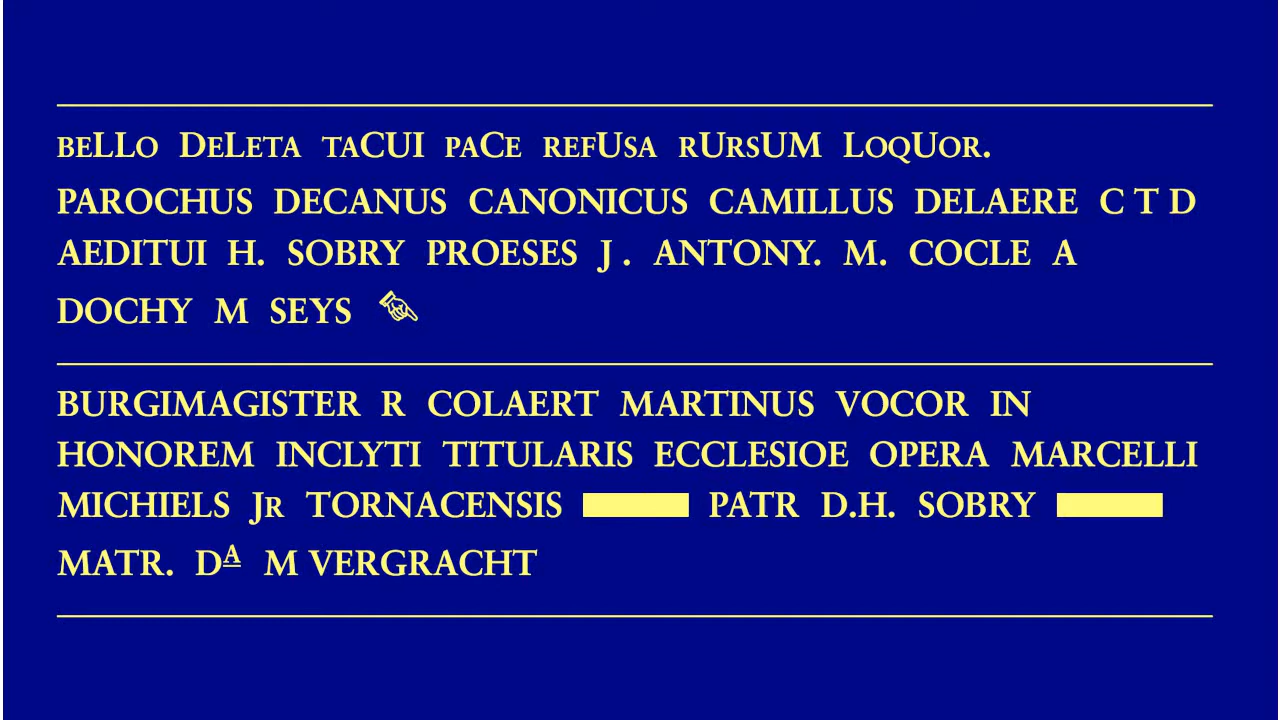 beLLo DeLeta taCUI paCe refUsa rUrsUM LoqUor.
PAROCHUS DECANUS CANONICUS CAMILLUS DELAERE C T D
AEDITUI H. SOBRY PROESES J . ANTONY. M. COCLE A
DOCHY M SEYS
BURGIMAGISTER R COLAERT MARTINUS VOCOR IN
HONOREM INCLYTI TITULARIS ECCLESIOE OPERA MARCELLI
MICHIELS Jr TORNACENSIS PATR D.H. SOBRY
MATR. DA M VERGRACHT